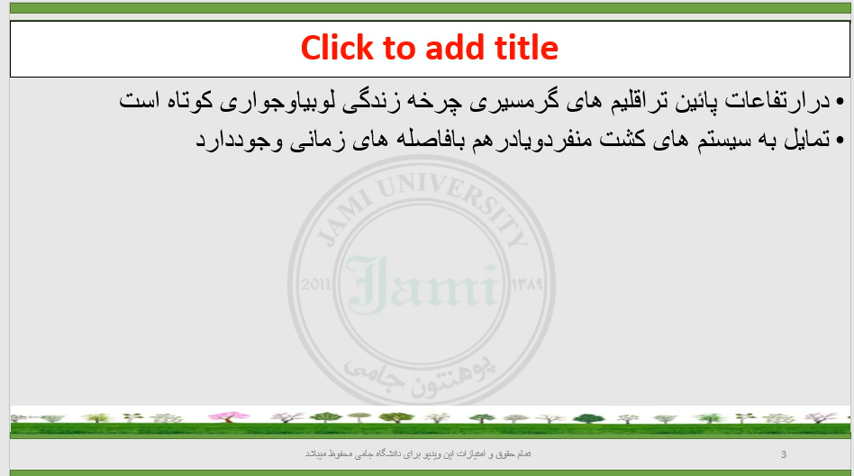 Click to add title
• درارتفاعات پائین تراقلیم های گرمسیری چرخه زندگی لوبیاوجواری کوتاه است
• تمایل به سیستم های کشت منفردویادرهم بافاصله های زمانی وجوددارد
JAMI UNIVERSITY
2011 Jami ۱۳۸۹
پوهنتون جامی
تمام حقوق و امتیازات این ویدیو برای دانشگاه جامی محفوظ میباشد
3